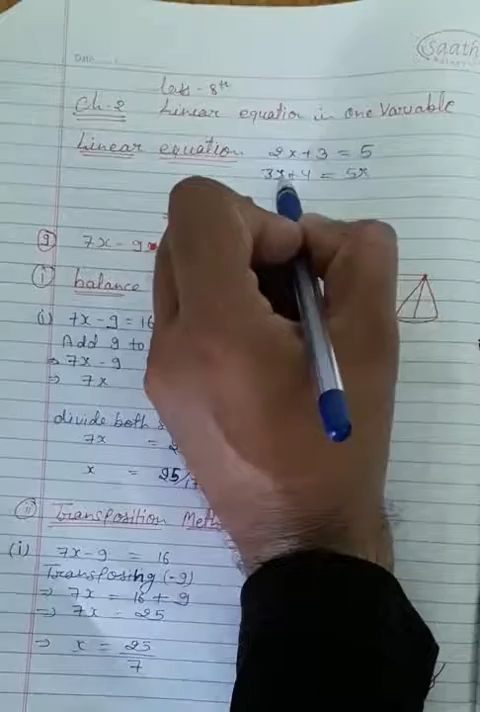 Saath
Date
Class - 8th
Ch-2 Linear equation in one Variable
Linear equation 2x+3 = 5
3x+4 = 5x
Q 7x-9
(i) balance
(i) 7x-9 = 16
Add 9 to
⇒ 7x-9
⇒ 7x
divide both
7x =
x = 25/7
(ii) Transposition Meth
(i) 7x-9 = 16
Transposing (-9)
⇒ 7x = 16 + 9
⇒ 7x = 25
⇒ x = 25/7